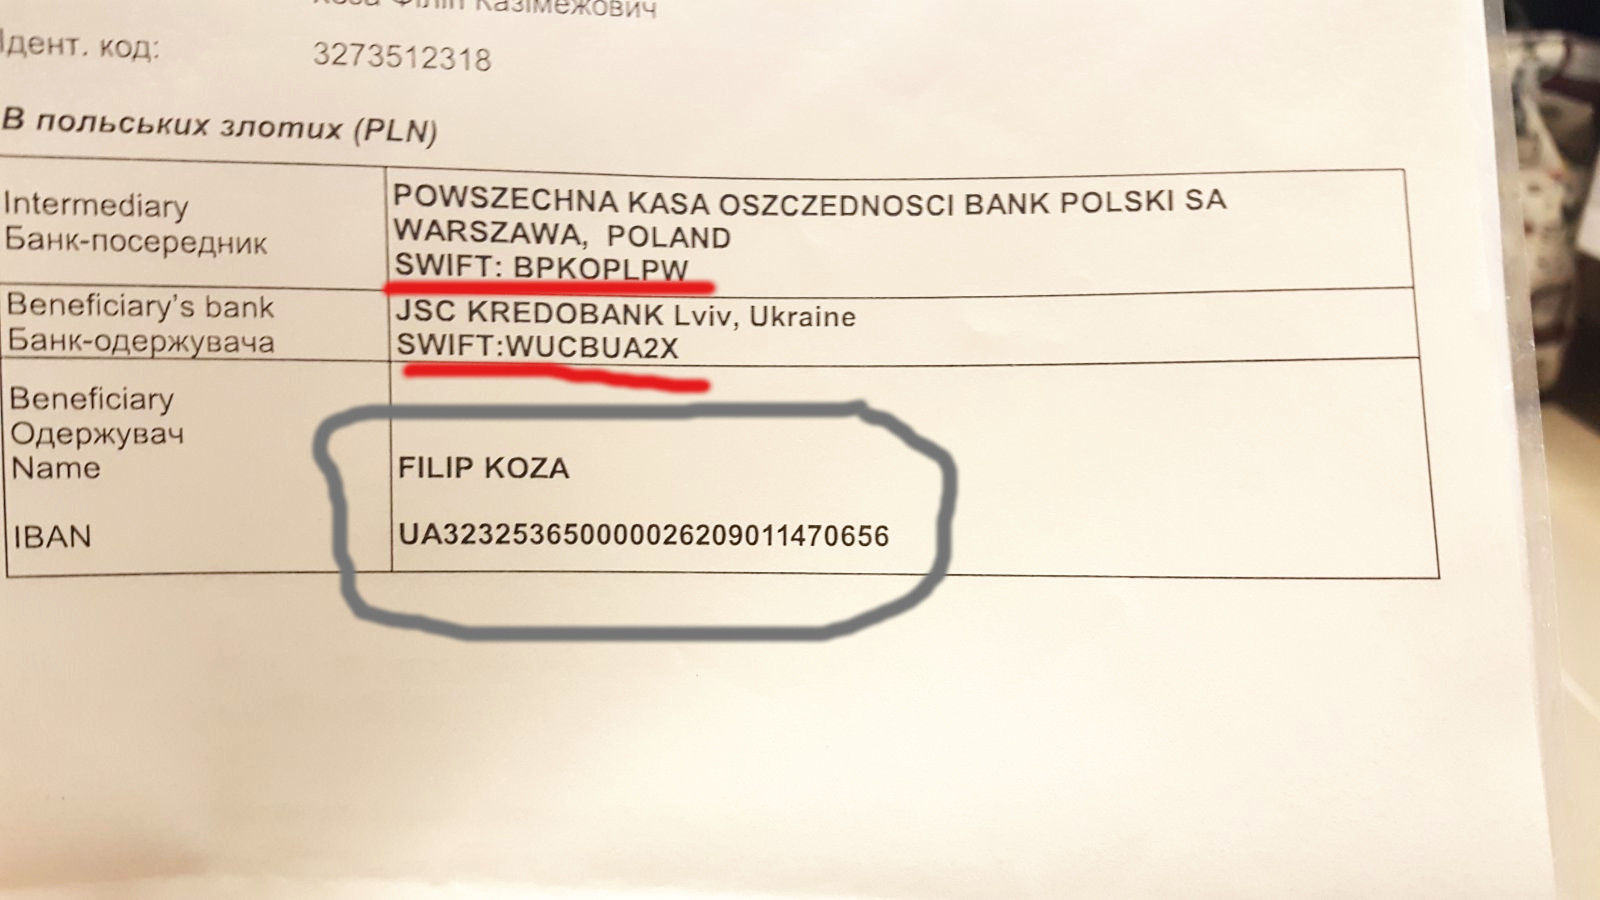 Коза Філіп Казімежович
Ідент. код: 3273512318
В польських злотих (PLN)
Intermediary
Банк-посередник
POWSZECHNA KASA OSZCZEDNOSCI BANK POLSKI SA
WARSZAWA, POLAND
SWIFT: BPKOPLPW
Beneficiary's bank
Банк-одержувача
JSC KREDOBANK Lviv, Ukraine
SWIFT:WUCBUA2X
Beneficiary
Одержувач
Name FILIP KOZA
IBAN UA323253650000026209011470656